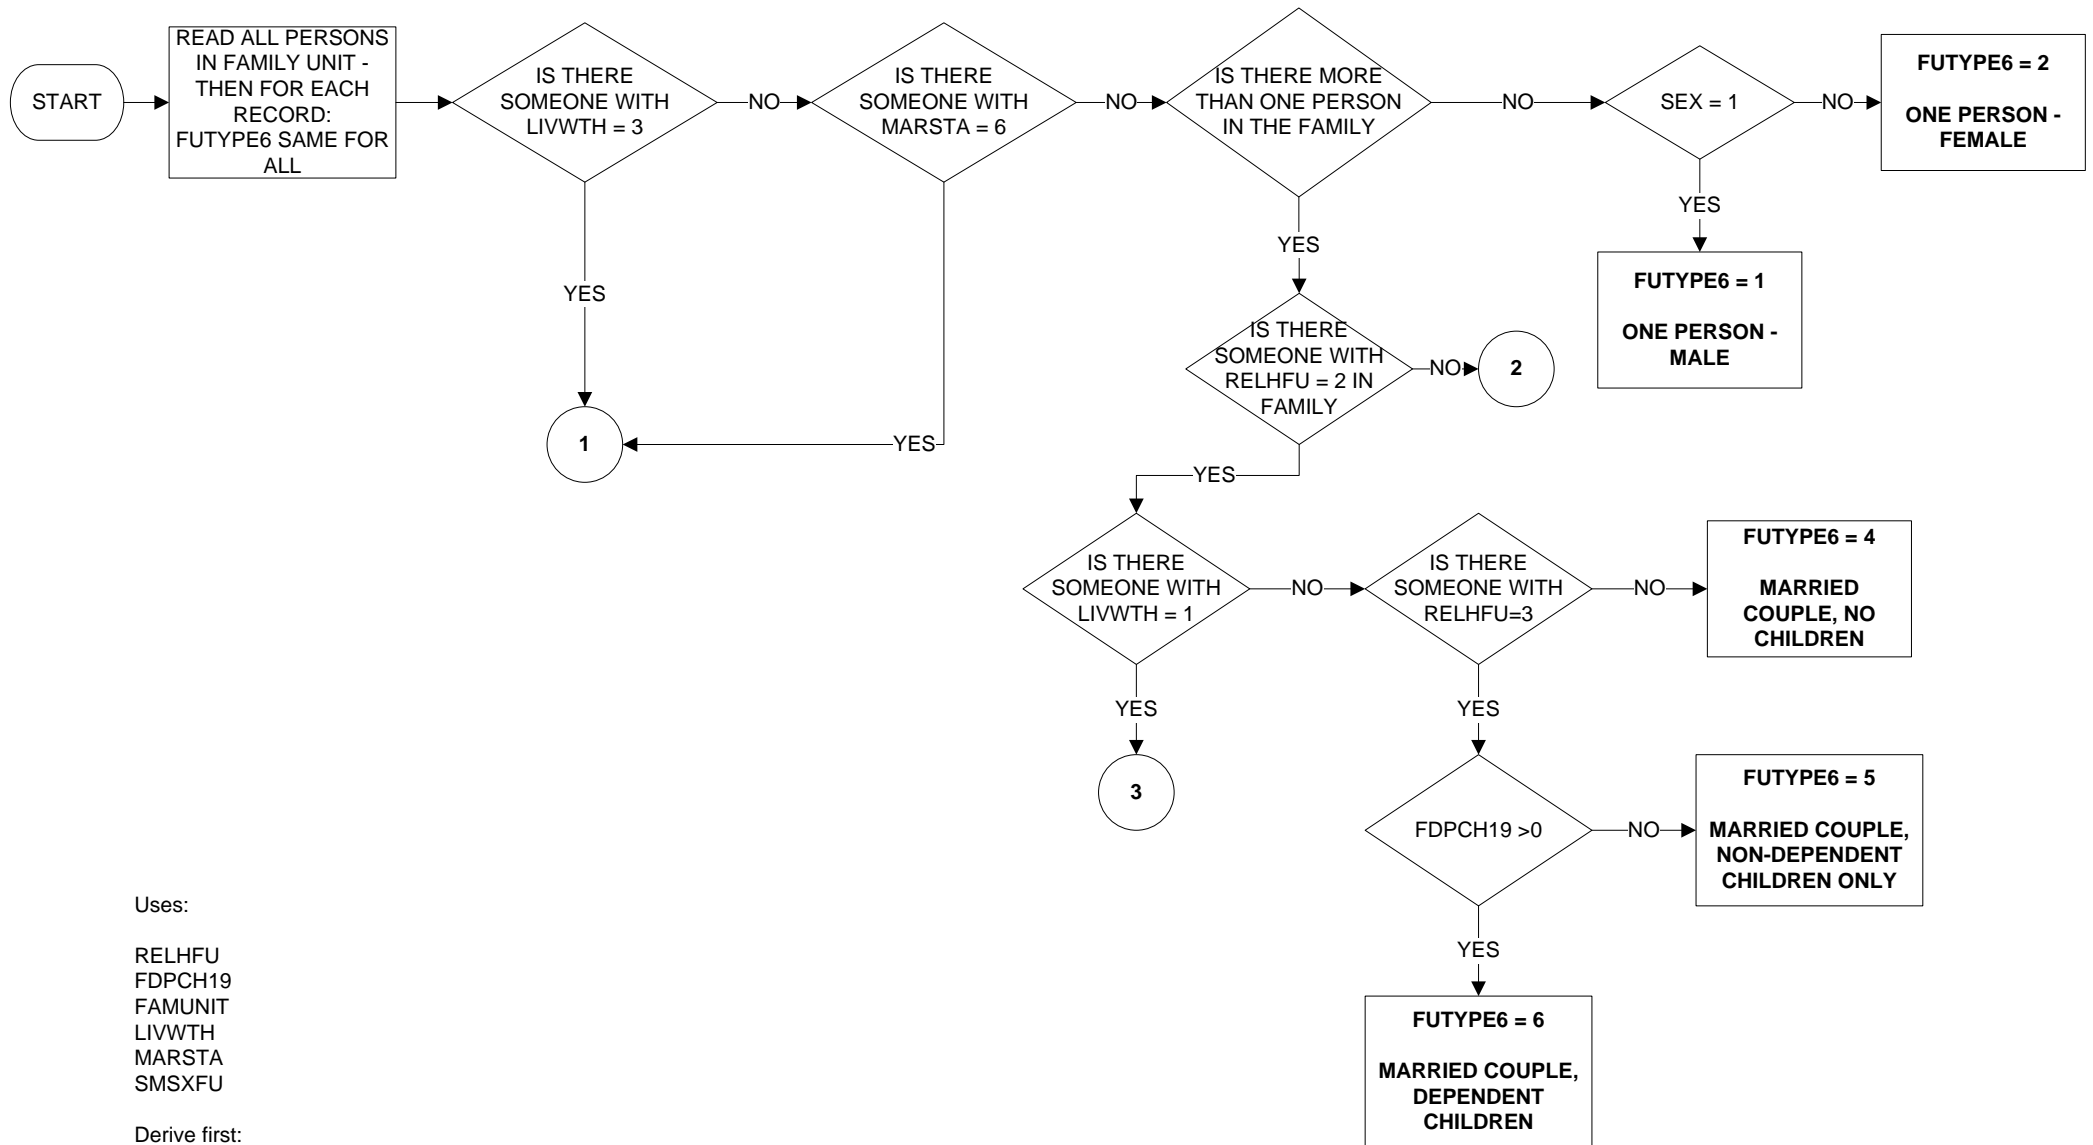 START
READ ALL PERSONS
IN FAMILY UNIT -
THEN FOR EACH
RECORD:
FUTYPE6 SAME FOR
ALL
IS THERE
SOMEONE WITH
LIVWTH = 3
NO
IS THERE
SOMEONE WITH
MARSTA = 6
NO
IS THERE MORE
THAN ONE PERSON
IN THE FAMILY
NO
SEX = 1
NO
FUTYPE6 = 2
ONE PERSON -
FEMALE
YES
FUTYPE6 = 1
ONE PERSON -
MALE
YES
YES
IS THERE
SOMEONE WITH
RELHFU = 2 IN
FAMILY
NO
2
1
YES
YES
IS THERE
SOMEONE WITH
LIVWTH = 1
NO
IS THERE
SOMEONE WITH
RELHFU=3
NO
FUTYPE6 = 4
MARRIED
COUPLE, NO
CHILDREN
YES
YES
3
FDPCH19 >0
NO
FUTYPE6 = 5
MARRIED COUPLE,
NON-DEPENDENT
CHILDREN ONLY
YES
FUTYPE6 = 6
MARRIED COUPLE,
DEPENDENT
CHILDREN
Uses:
RELHFU
FDPCH19
FAMUNIT
LIVWTH
MARSTA
SMSXFU
Derive first: